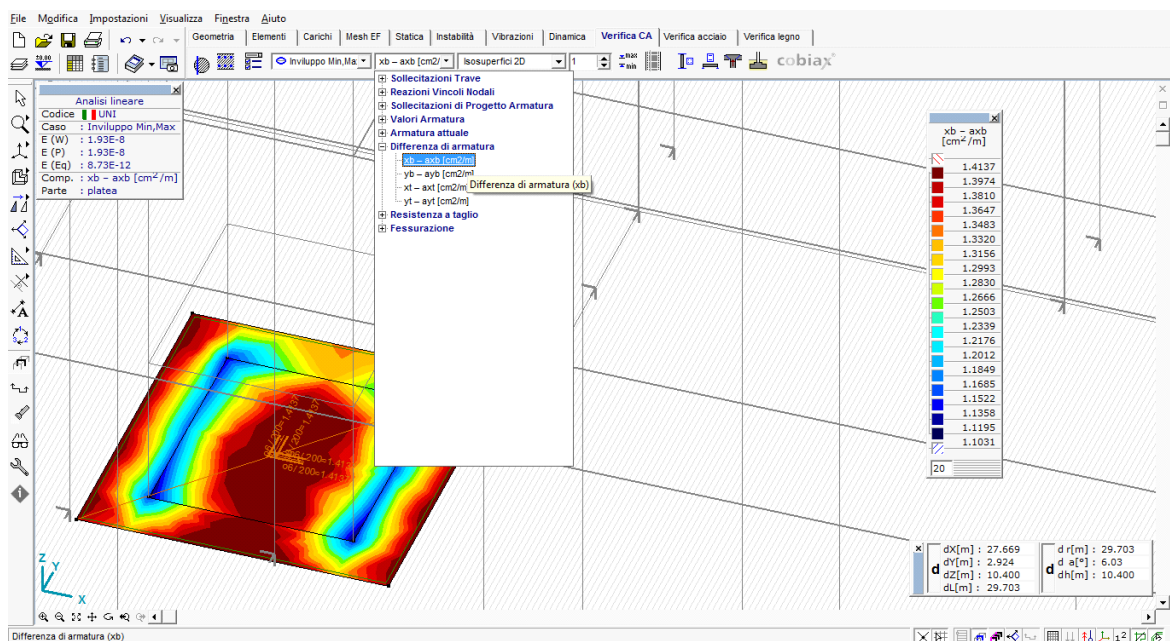 File Modifica Impostazioni Visualizza Finestra Aiuto
Geometria Elementi Carichi Mesh EF Statica Instabilità Vibrazioni Dinamica Verifica CA Verifica acciaio Verifica legno
Inviluppo Min,Ma: xb – axb [cm2/ Isosuperfici 2D 1 max min cobiax
Analisi lineare
Codice UNI
Caso : Inviluppo Min,Max
E (W) : 1.93E-8
E (P) : 1.93E-8
E (Eq) : 8.73E-12
Comp. : xb – axb [cm2/m]
Parte : platea
Sollecitazioni Trave
Reazioni Vincoli Nodali
Sollecitazioni di Progetto Armatura
Valori Armatura
Armatura attuale
Differenza di armatura
xb – axb [cm2/m]
yb – ayb [cm2/m]
xt – axt [cm2/m]
yt – ayt [cm2/m]
Differenza di armatura (xb)
Resistenza a taglio
Fessurazione
xb – axb
[cm2/m]
1.4137
1.3974
1.3810
1.3647
1.3483
1.3320
1.3156
1.2993
1.2830
1.2666
1.2503
1.2339
1.2176
1.2012
1.1849
1.1685
1.1522
1.1358
1.1195
1.1031
20
Z
Y
X
d
dX[m] : 27.669
dY[m] : 2.924
dZ[m] : 10.400
dL[m] : 29.703
d
d r[m] : 29.703
d a[°] : 6.03
dh[m] : 10.400
Differenza di armatura (xb)